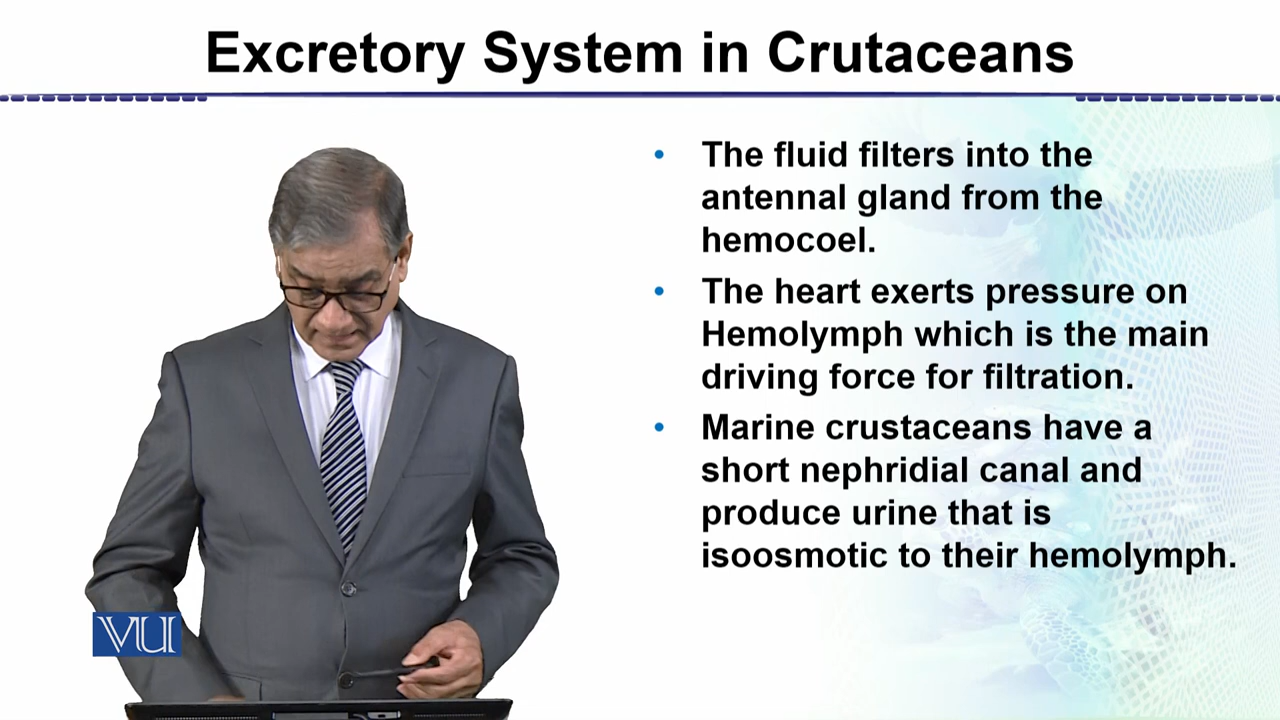 Excretory System in Crutaceans
• The fluid filters into the
antennal gland from the
hemocoel.
• The heart exerts pressure on
Hemolymph which is the main
driving force for filtration.
• Marine crustaceans have a
short nephridial canal and
produce urine that is
isoosmotic to their hemolymph.
VU